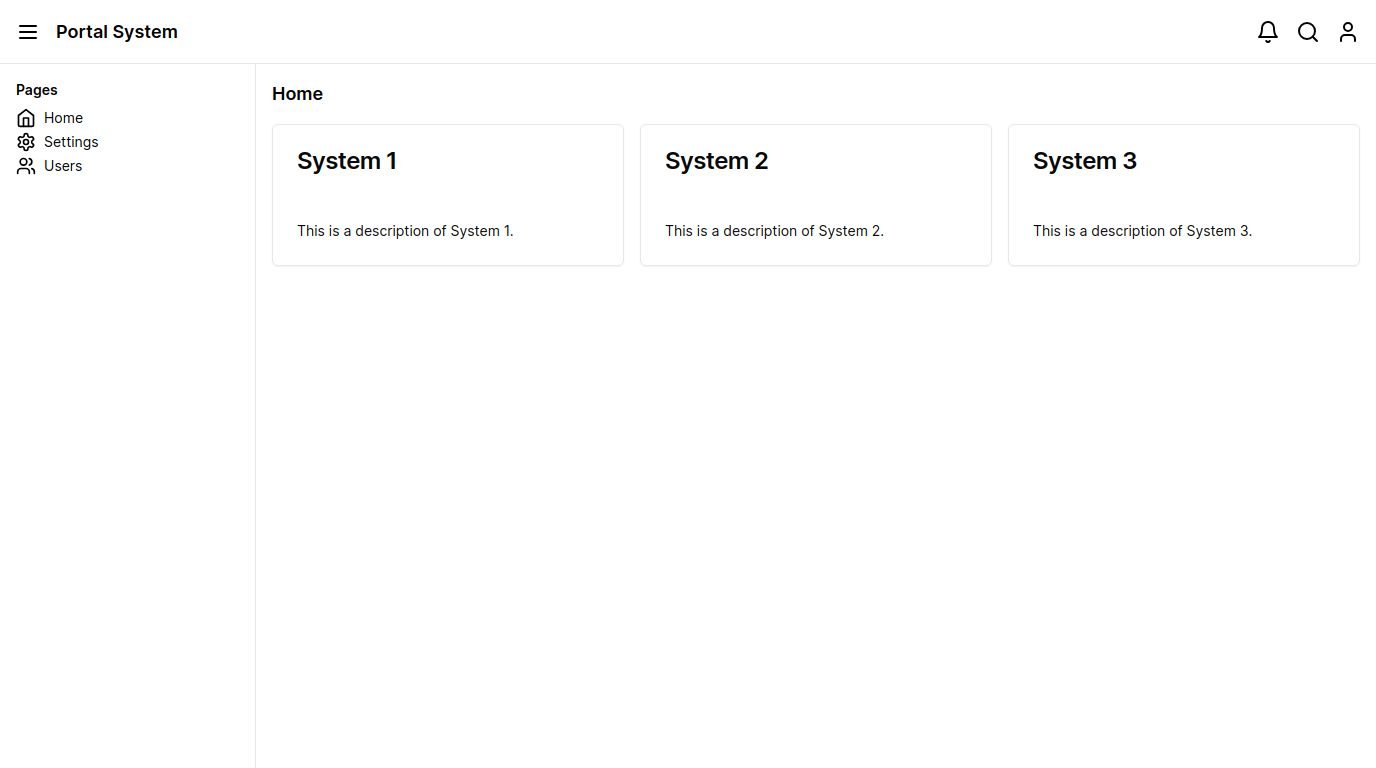 Portal System
Pages
Home
Settings
Users
Home
System 1
This is a description of System 1.
System 2
This is a description of System 2.
System 3
This is a description of System 3.